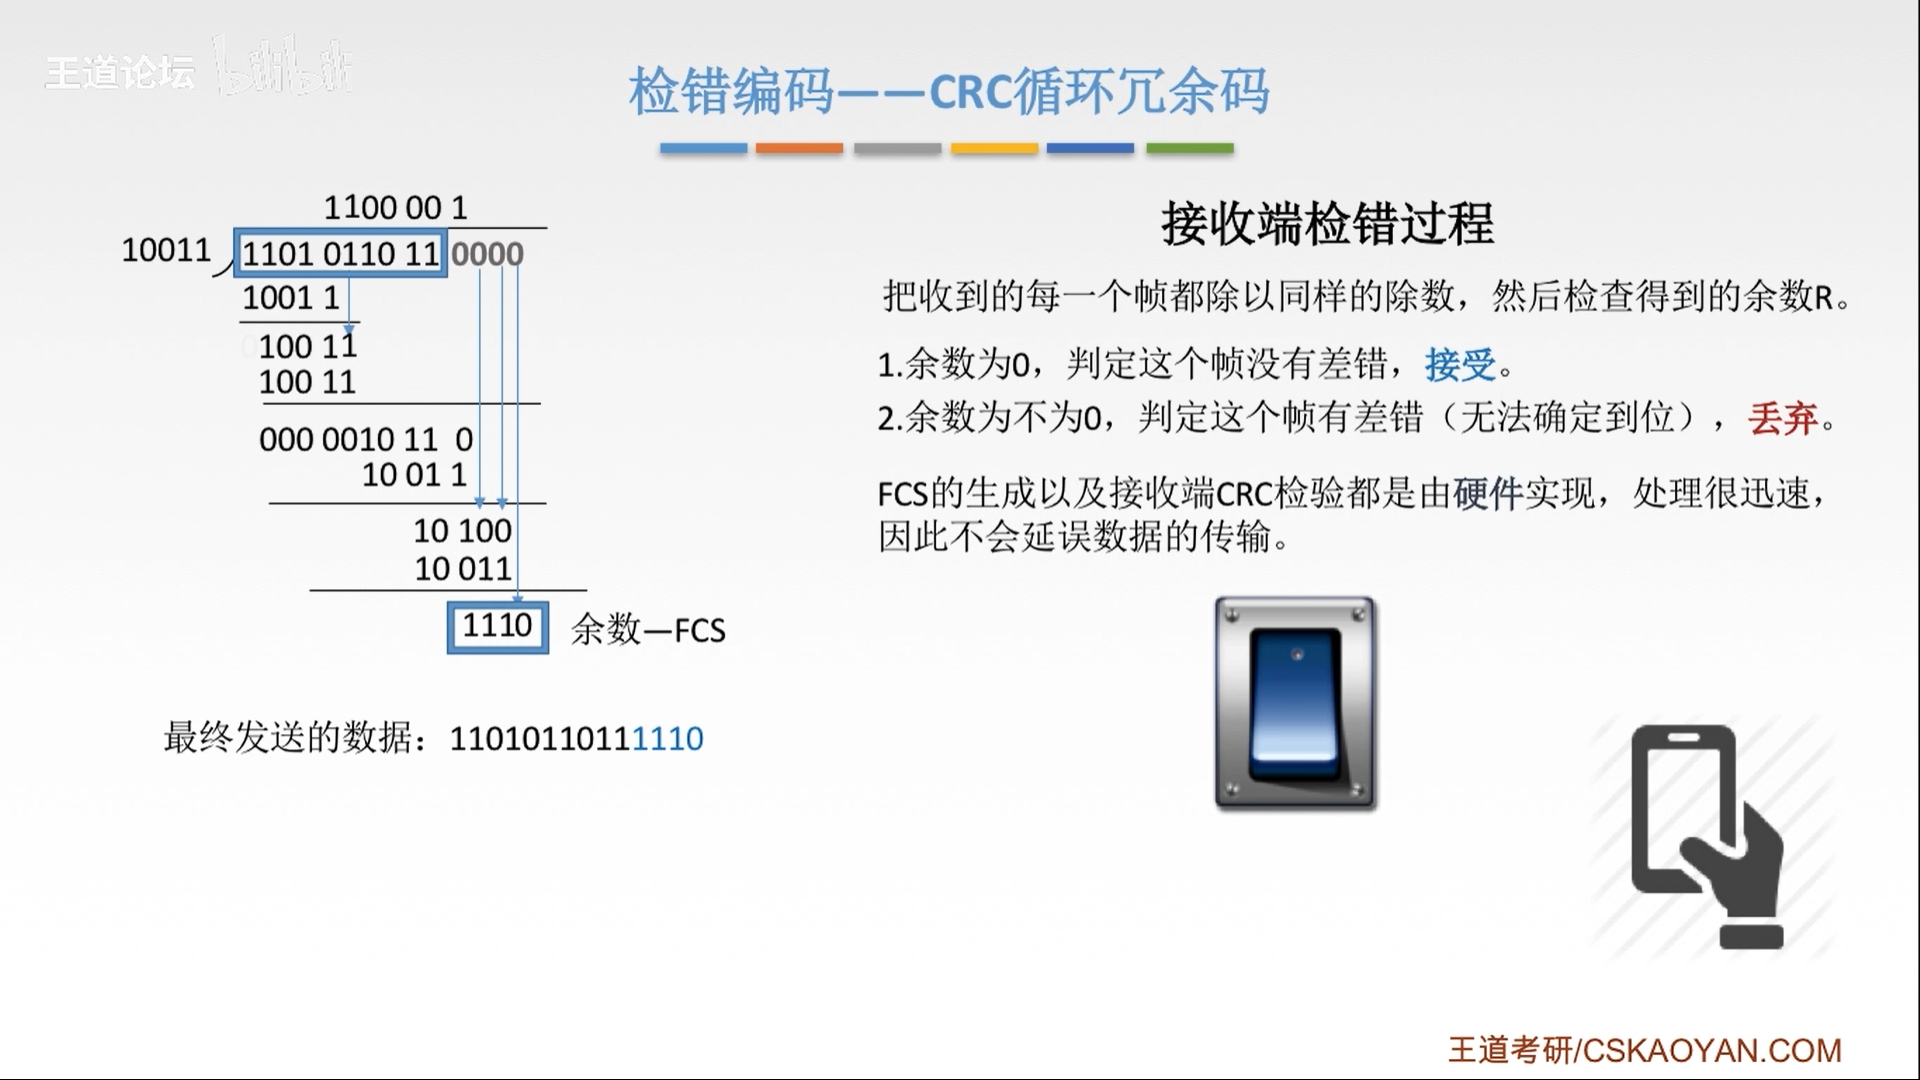 王道论坛 bilibili
检错编码——CRC循环冗余码
1100 00 1
10011
1101 0110 11 0000
1001 1
100 11
100 11
000 0010 11 0
10 01 1
10 100
10 011
1110 余数—FCS
最终发送的数据：11010110111110
接收端检错过程
把收到的每一个帧都除以同样的除数，然后检查得到的余数R。
1.余数为0，判定这个帧没有差错，接受。
2.余数为不为0，判定这个帧有差错（无法确定到位），丢弃。
FCS的生成以及接收端CRC检验都是由硬件实现，处理很迅速，
因此不会延误数据的传输。
王道考研/CSKAOYAN.COM